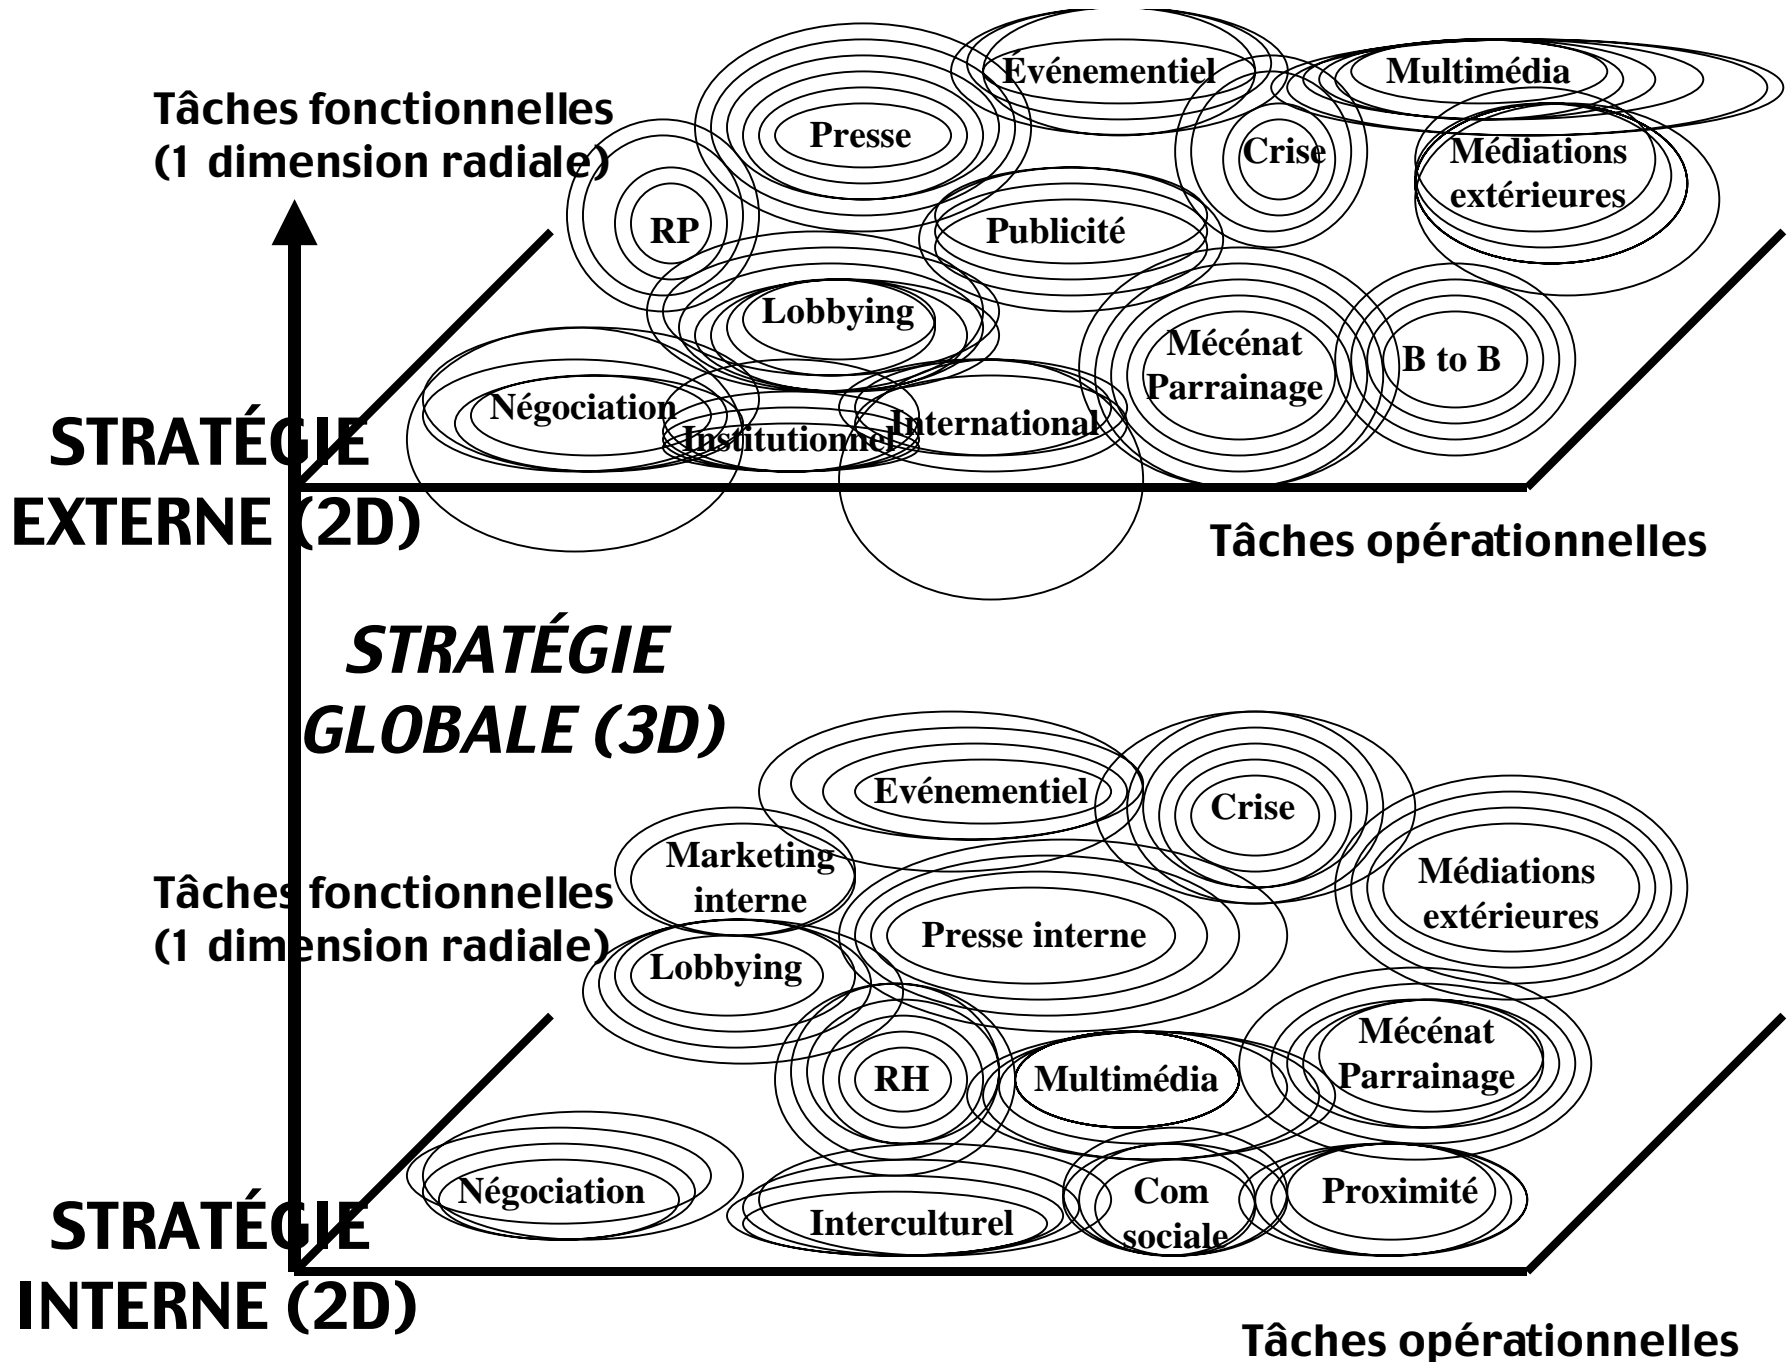 Événementiel
Multimédia
Tâches fonctionnelles
(1 dimension radiale)
Presse
Crise
Médiations
extérieures
RP
Publicité
Lobbying
Mécénat
Parrainage
B to B
Négociation
Institutionnel
International
STRATÉGIE
EXTERNE (2D)
Tâches opérationnelles
STRATÉGIE
GLOBALE (3D)
Evénementiel
Crise
Marketing
interne
Médiations
extérieures
Tâches fonctionnelles
(1 dimension radiale)
Presse interne
Lobbying
Mécénat
Parrainage
RH
Multimédia
Négociation
Interculturel
Com
sociale
Proximité
STRATÉGIE
INTERNE (2D)
Tâches opérationnelles